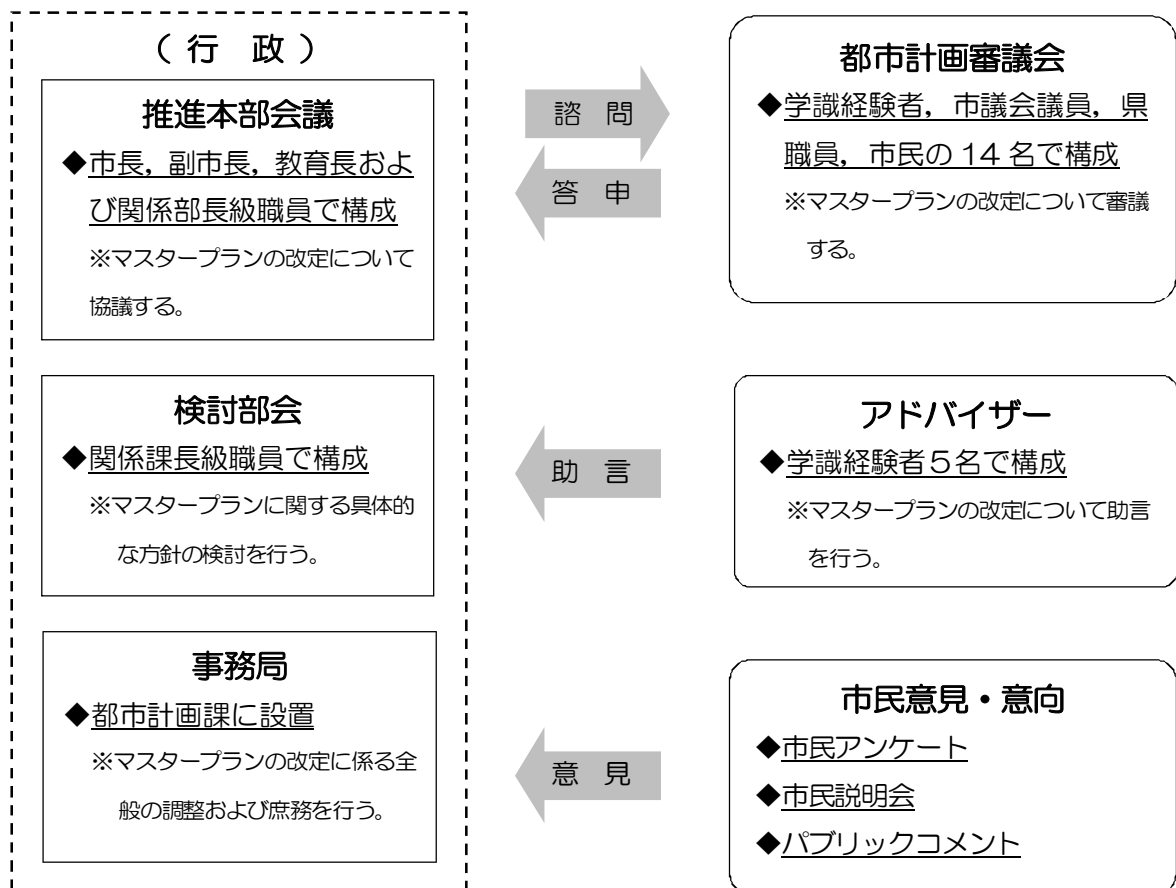 （ 行　政 ）
推進本部会議
◆市長，副市長，教育長およ
び関係部長級職員で構成
※マスタープランの改定について
協議する。
検討部会
◆関係課長級職員で構成
※マスタープランに関する具体的
な方針の検討を行う。
事務局
◆都市計画課に設置
※マスタープランの改定に係る全
般の調整および庶務を行う。
諮　問
答　申
助　言
意　見
都市計画審議会
◆学識経験者，市議会議員，県
職員，市民の 14 名で構成
※マスタープランの改定について審議
する。
アドバイザー
◆学識経験者５名で構成
※マスタープランの改定について助言
を行う。
市民意見・意向
◆市民アンケート
◆市民説明会
◆パブリックコメント